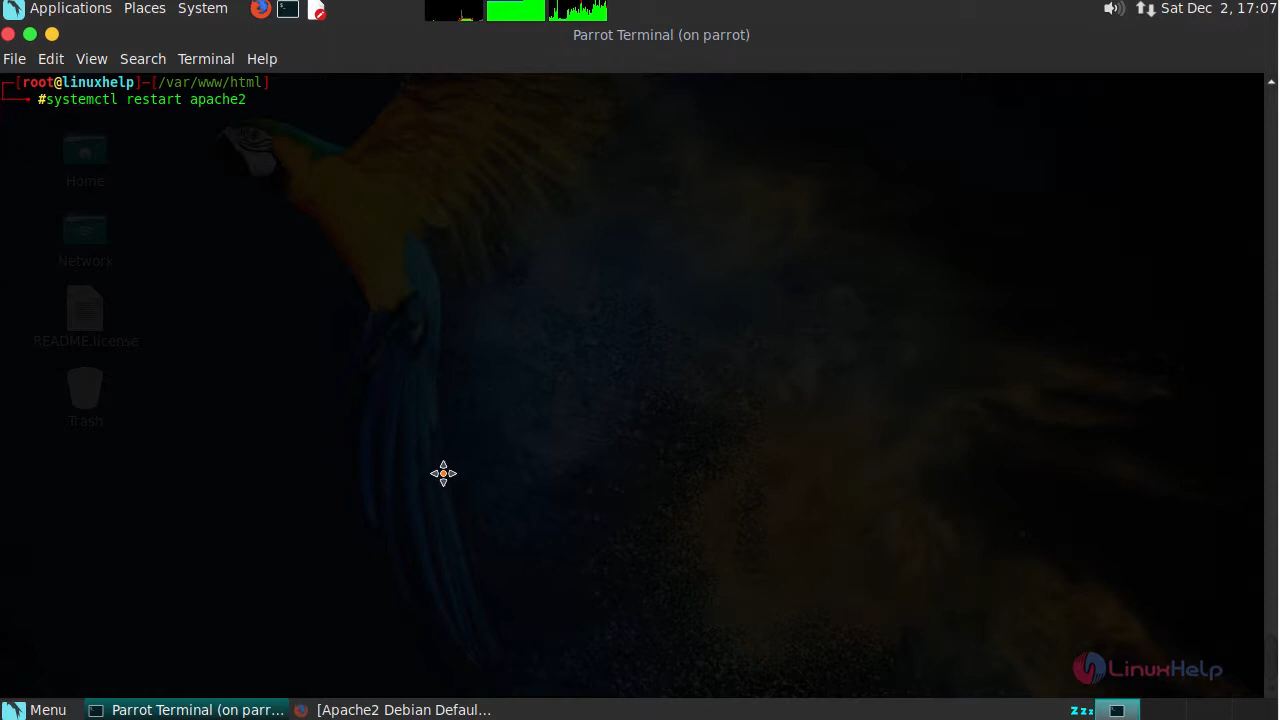 Applications Places System
Sat Dec 2, 17:07
Parrot Terminal (on parrot)
File Edit View Search Terminal Help
[root@linuxhelp]─[/var/www/html]
#systemctl restart apache2
Home
Network
README.license
Trash
LinuxHelp
Menu
Parrot Terminal (on parr...
[Apache2 Debian Defaul...
zzz